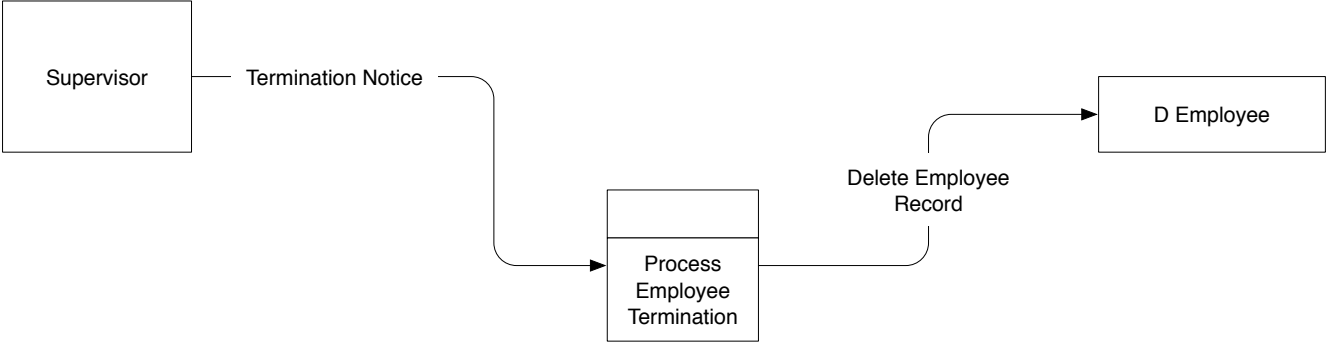 Supervisor
Termination Notice
D Employee
Delete Employee
Record
Process
Employee
Termination